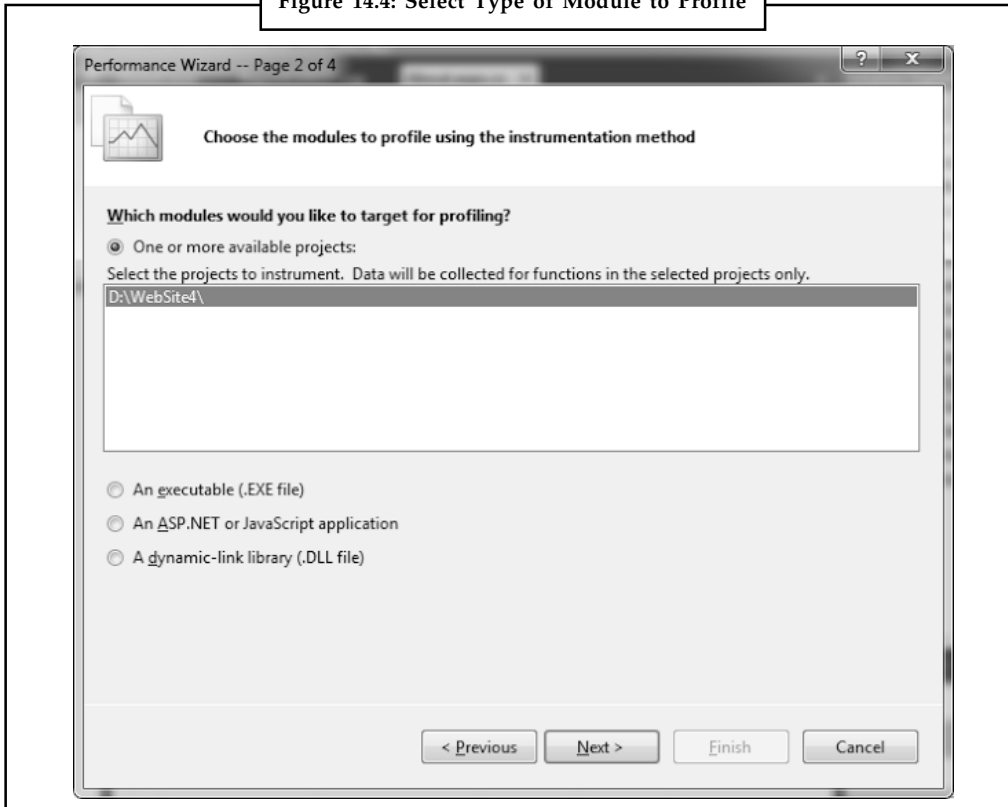 Figure 14.4: Select Type of Module to Profile
Performance Wizard -- Page 2 of 4
Choose the modules to profile using the instrumentation method
Which modules would you like to target for profiling?
One or more available projects:
Select the projects to instrument. Data will be collected for functions in the selected projects only.
D:\WebSite4\
An executable (.EXE file)
An ASP.NET or JavaScript application
A dynamic-link library (.DLL file)
< Previous
Next >
Finish
Cancel